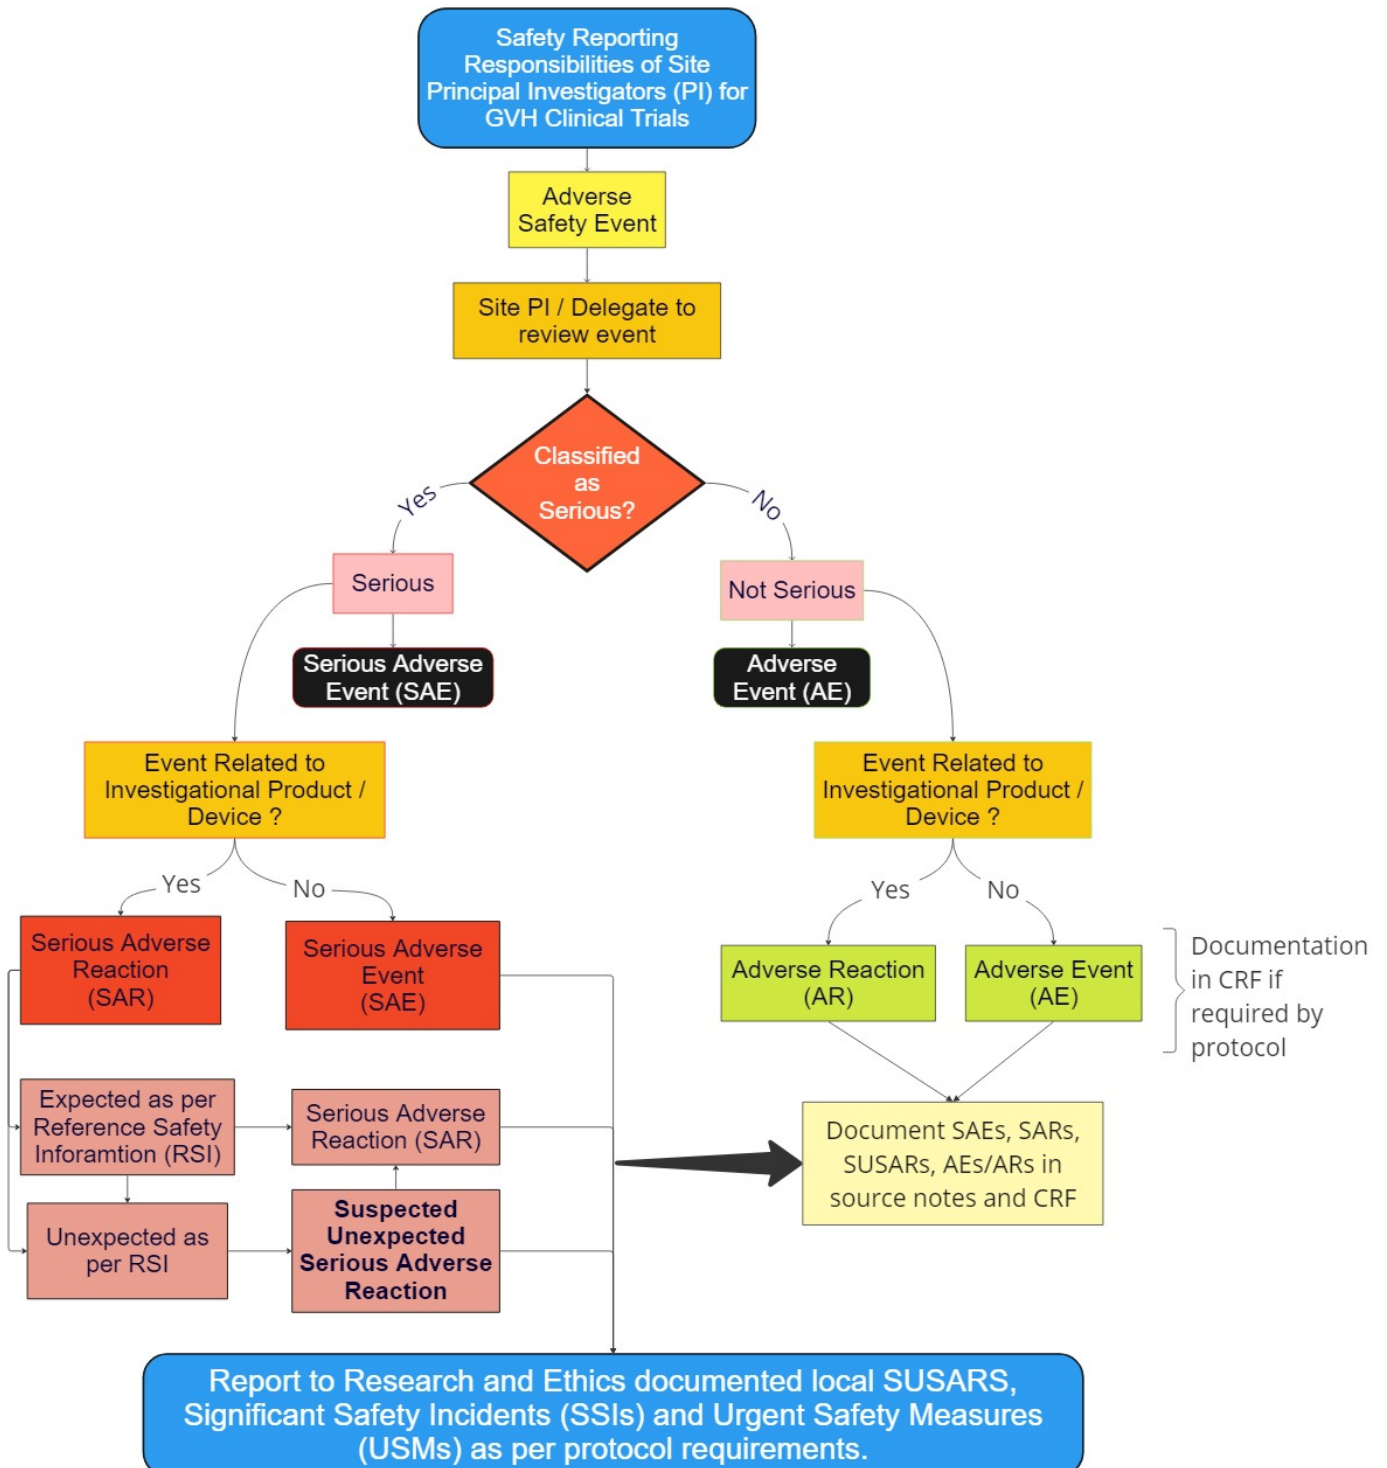 Safety Reporting
Responsibilities of Site
Principal Investigators (PI) for
GVH Clinical Trials
Adverse
Safety Event
Site PI / Delegate to
review event
Classified
as
Serious?
Yes
No
Serious
Not Serious
Serious Adverse
Event (SAE)
Adverse
Event (AE)
Event Related to
Investigational Product /
Device ?
Event Related to
Investigational Product /
Device ?
Yes
No
Yes
No
Serious Adverse
Reaction
(SAR)
Serious Adverse
Event
(SAE)
Adverse Reaction
(AR)
Adverse Event
(AE)
Documentation
in CRF if
required by
protocol
Expected as per
Reference Safety
Inforamtion (RSI)
Serious Adverse
Reaction (SAR)
Document SAEs, SARs,
SUSARs, AEs/ARs in
source notes and CRF
Unexpected as
per RSI
Suspected
Unexpected
Serious Adverse
Reaction
Report to Research and Ethics documented local SUSARS,
Significant Safety Incidents (SSIs) and Urgent Safety Measures
(USMs) as per protocol requirements.